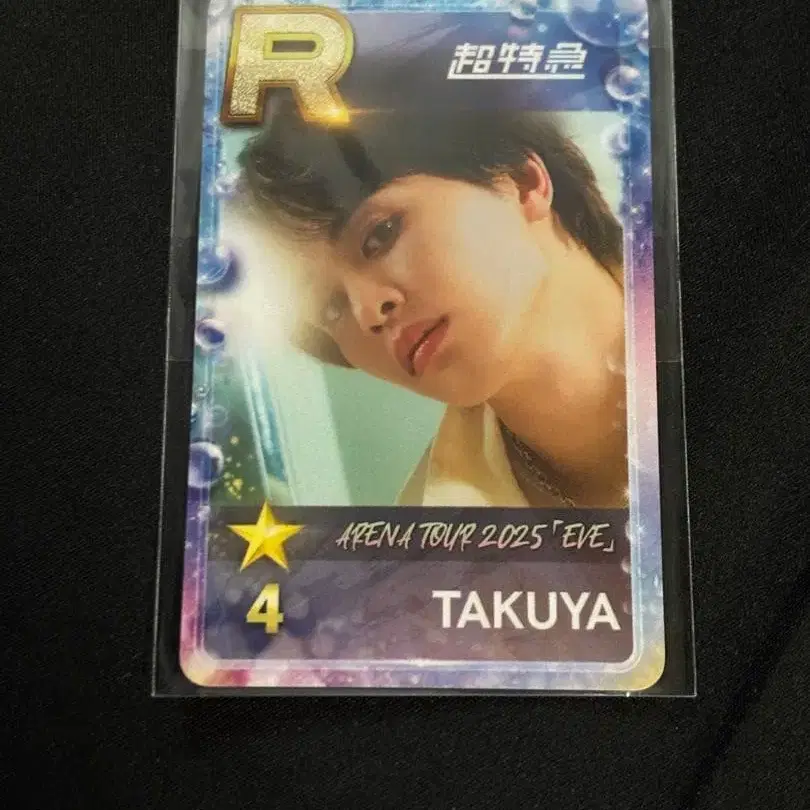 R
超特急
ARENA TOUR 2025「EVE」
4
TAKUYA